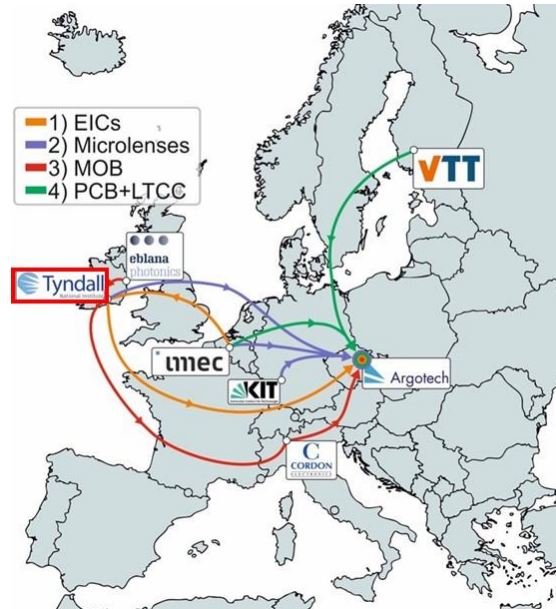 1) EICs
2) Microlenses
3) MOB
4) PCB+LTCC
VTT
eblana
photonics
Tyndall
National Institute
imec
KIT
Argotech
C
CORDON
ELECTRONICS